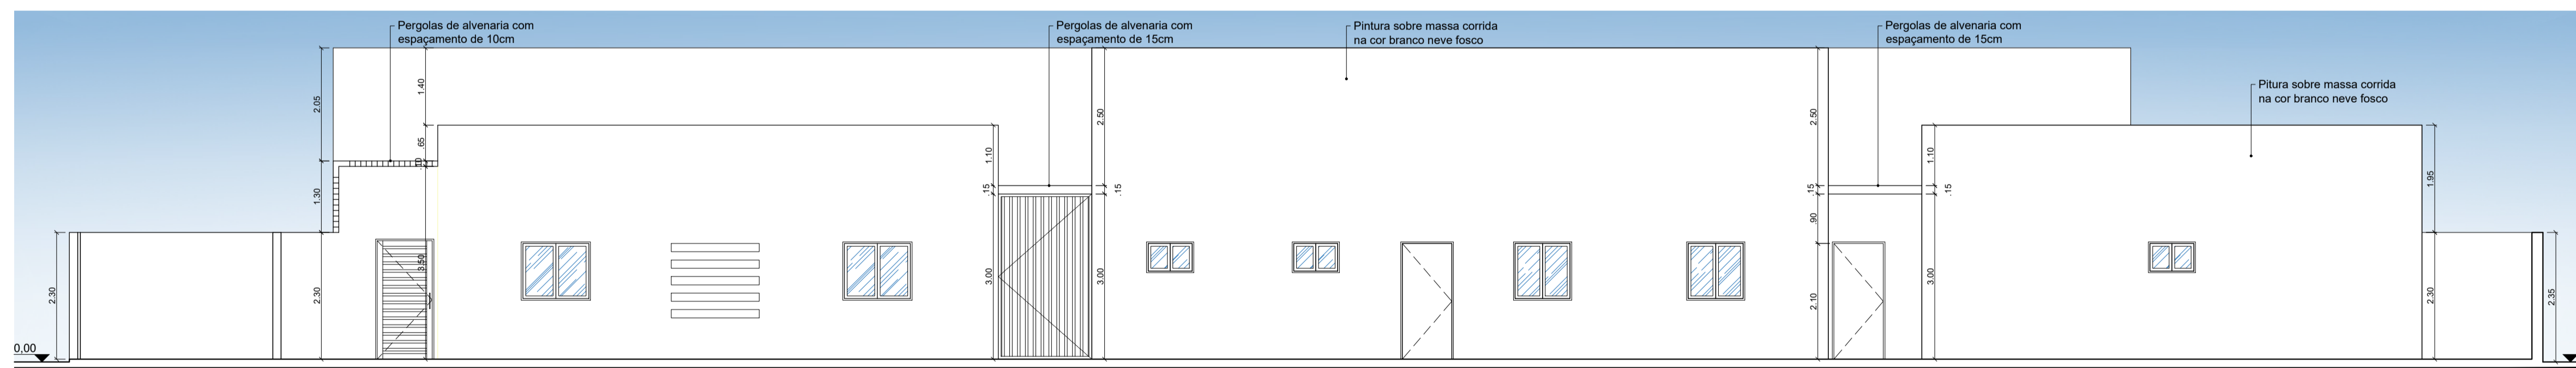 Pergolas de alvenaria com
espaçamento de 10cm
Pergolas de alvenaria com
espaçamento de 15cm
Pintura sobre massa corrida
na cor branco neve fosco
Pergolas de alvenaria com
espaçamento de 15cm
Pitura sobre massa corrida
na cor branco neve fosco
0,00
2.30
2.05
1.30
2.30
1.40
.65
.10
3.50
1.10
.15
3.00
2.50
.15
3.00
2.50
.15
.90
2.10
1.10
.15
3.00
1.95
2.30
2.35